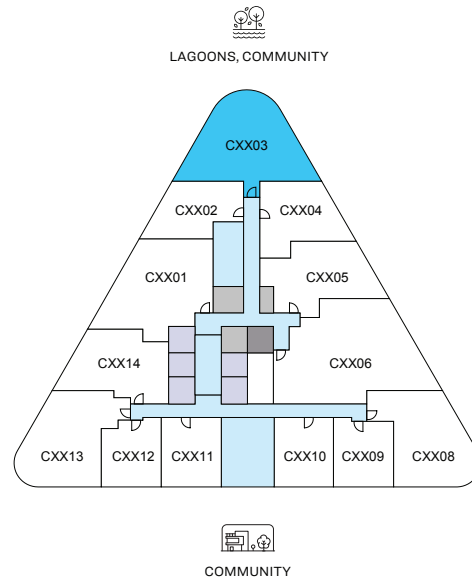 LAGOONS, COMMUNITY
CXX03
CXX02
CXX04
CXX01
CXX05
CXX14
CXX06
CXX13
CXX12
CXX11
CXX10
CXX09
CXX08
COMMUNITY